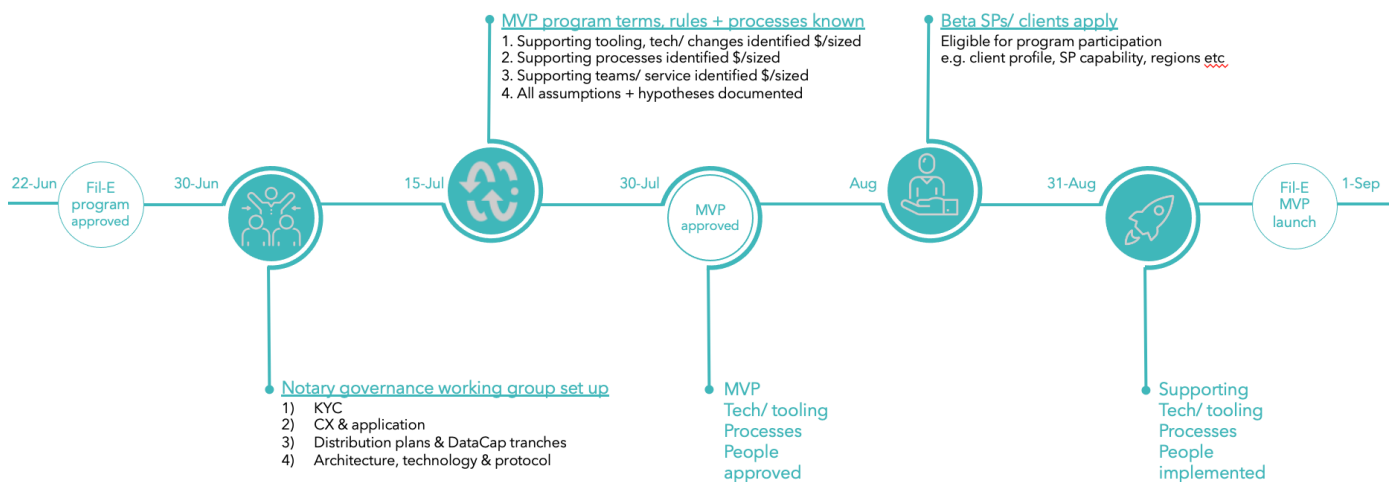 MVP program terms, rules + processes known
1. Supporting tooling, tech/ changes identified $/sized
2. Supporting processes identified $/sized
3. Supporting teams/ service identified $/sized
4. All assumptions + hypotheses documented
Beta SPs/ clients apply
Eligible for program participation
e.g. client profile, SP capability, regions etc
22-Jun
Fil-E
program
approved
30-Jun
15-Jul
30-Jul
MVP
approved
Aug
31-Aug
Fil-E
MVP
launch
1-Sep
Notary governance working group set up
1) KYC
2) CX & application
3) Distribution plans & DataCap tranches
4) Architecture, technology & protocol
MVP
Tech/ tooling
Processes
People
approved
Supporting
Tech/ tooling
Processes
People
implemented